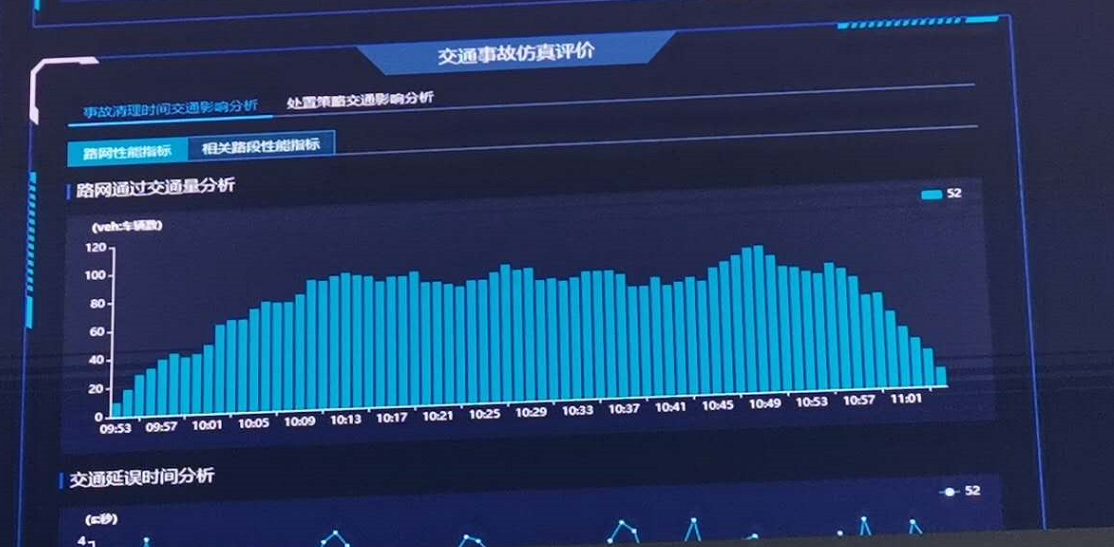 交通事故仿真评价
事故清理时间交通影响分析 处置策略交通影响分析
路网性能指标 相关路段性能指标
路网通过交通量分析
52
(veh:车辆数)
120
100
80
60
40
20
0
09:53 09:57 10:01 10:05 10:09 10:13 10:17 10:21 10:25 10:29 10:33 10:37 10:41 10:45 10:49 10:53 10:57 11:01
交通延误时间分析
52
(s:秒)
4